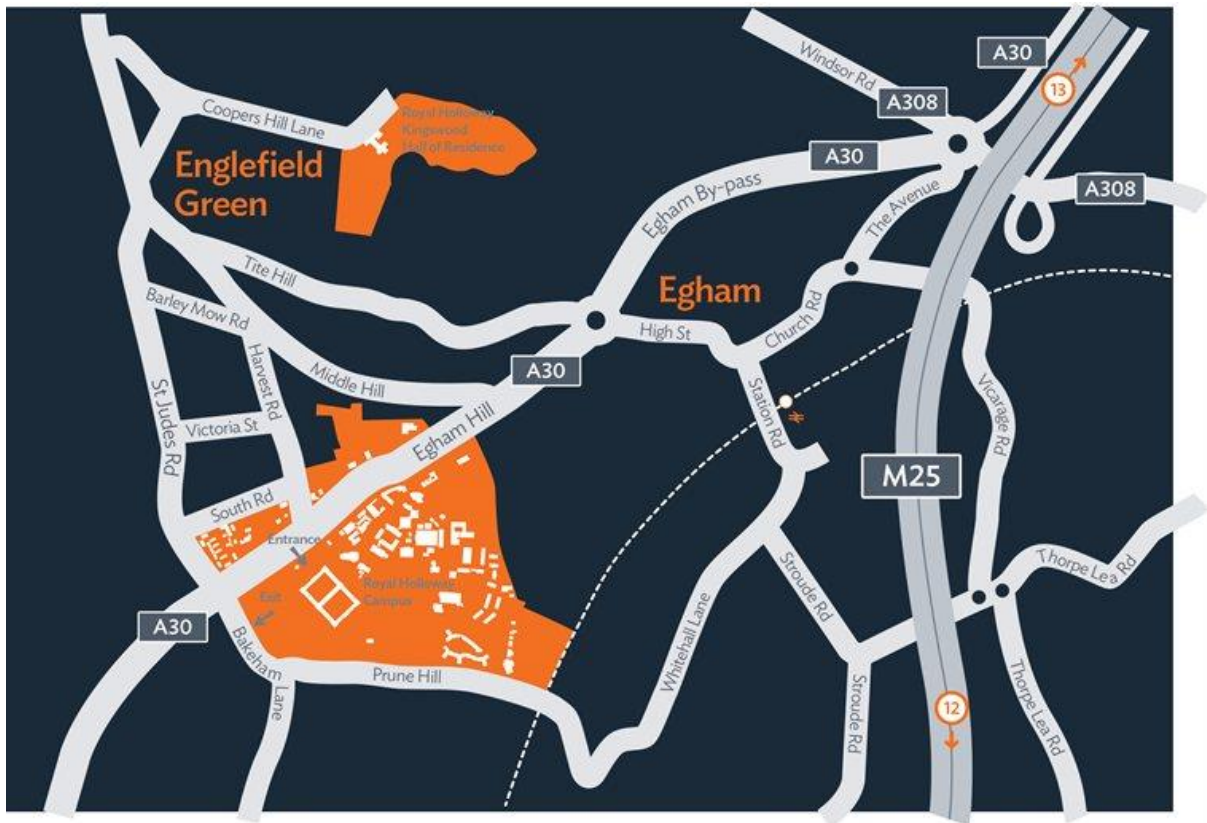 A30
Windsor Rd
13
A308
Coopers Hill Lane
Royal Holloway
Kingswood
Hall of Residence
A30
Englefield
Green
Egham By-pass
A308
The Avenue
Tite Hill
Egham
Barley Mow Rd
High St
Church Rd
Harvest Rd
Middle Hill
A30
Station Rd
Vicarage Rd
St Judes Rd
Victoria St
Egham Hill
M25
South Rd
Entrance
Thorpe Lea Rd
Royal Holloway
Campus
Exit
Stroude Rd
A30
Bakeham
Lane
Prune Hill
Whitehall Lane
Stroude Rd
12
Thorpe Lea Rd